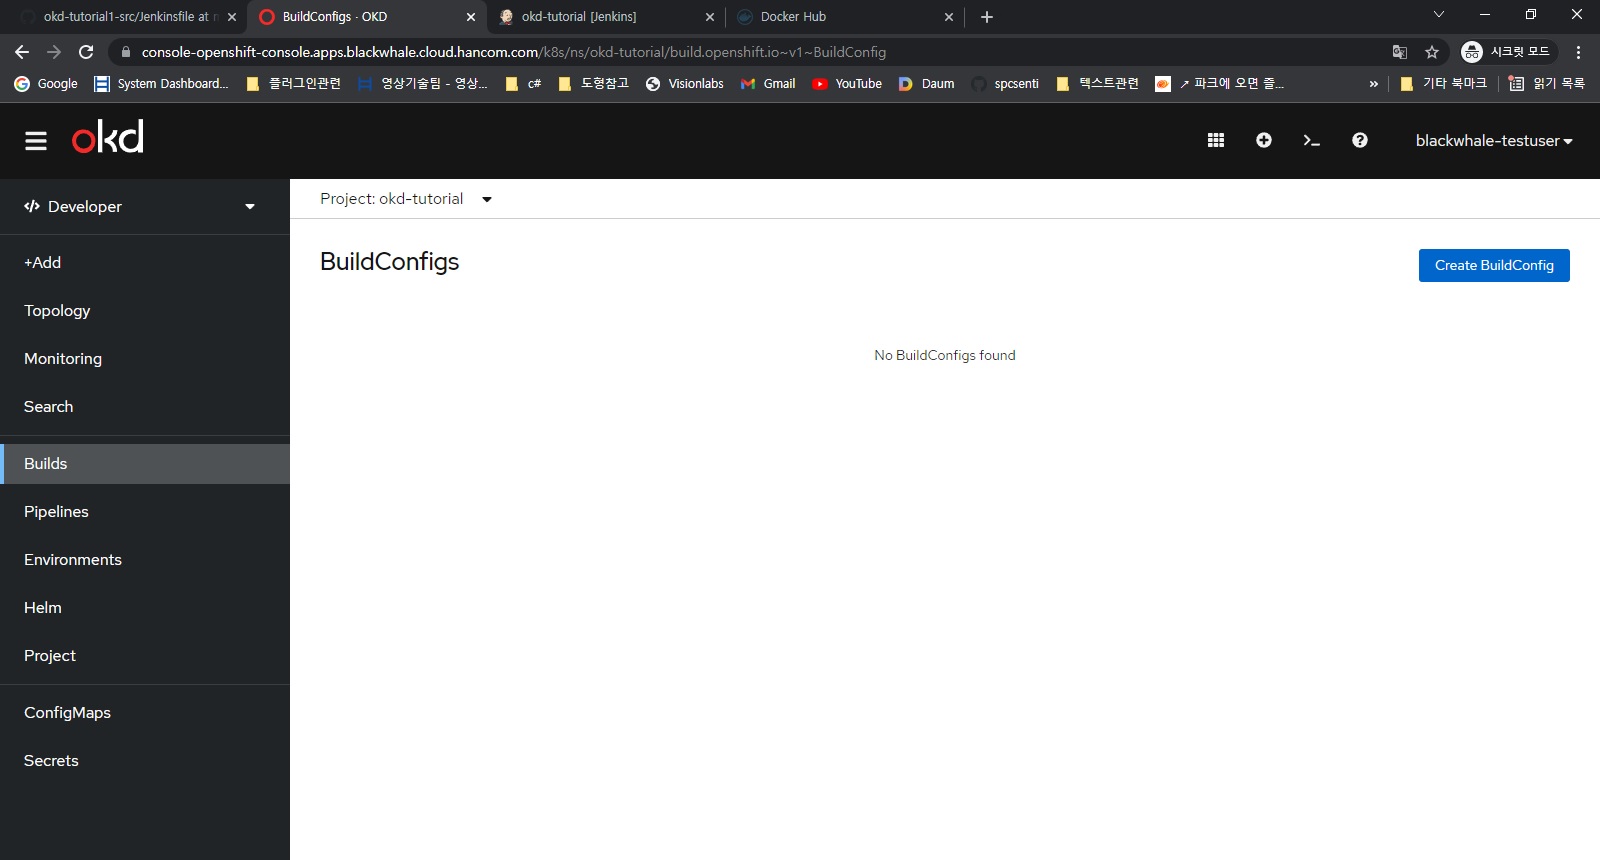 okd-tutorial1-src/Jenkinsfile at
BuildConfigs · OKD
okd-tutorial [Jenkins]
Docker Hub
console-openshift-console.apps.blackwhale.cloud.hancom.com/k8s/ns/okd-tutorial/build.openshift.io~v1~BuildConfig
시크릿 모드
Google
System Dashboard...
플러그인관련
영상기술팀 - 영상...
c#
도형참고
Visionlabs
Gmail
YouTube
Daum
spcsenti
텍스트관련
↗ 파크에 오면 즐...
»
기타 북마크
읽기 목록
okd
blackwhale-testuser
Developer
Project: okd-tutorial
+Add
BuildConfigs
Create BuildConfig
Topology
No BuildConfigs found
Monitoring
Search
Builds
Pipelines
Environments
Helm
Project
ConfigMaps
Secrets